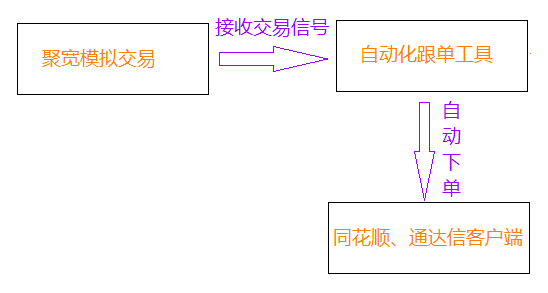 接收交易信号
聚宽模拟交易
自动化跟单工具
自
动
下
单
同花顺、通达信客户端